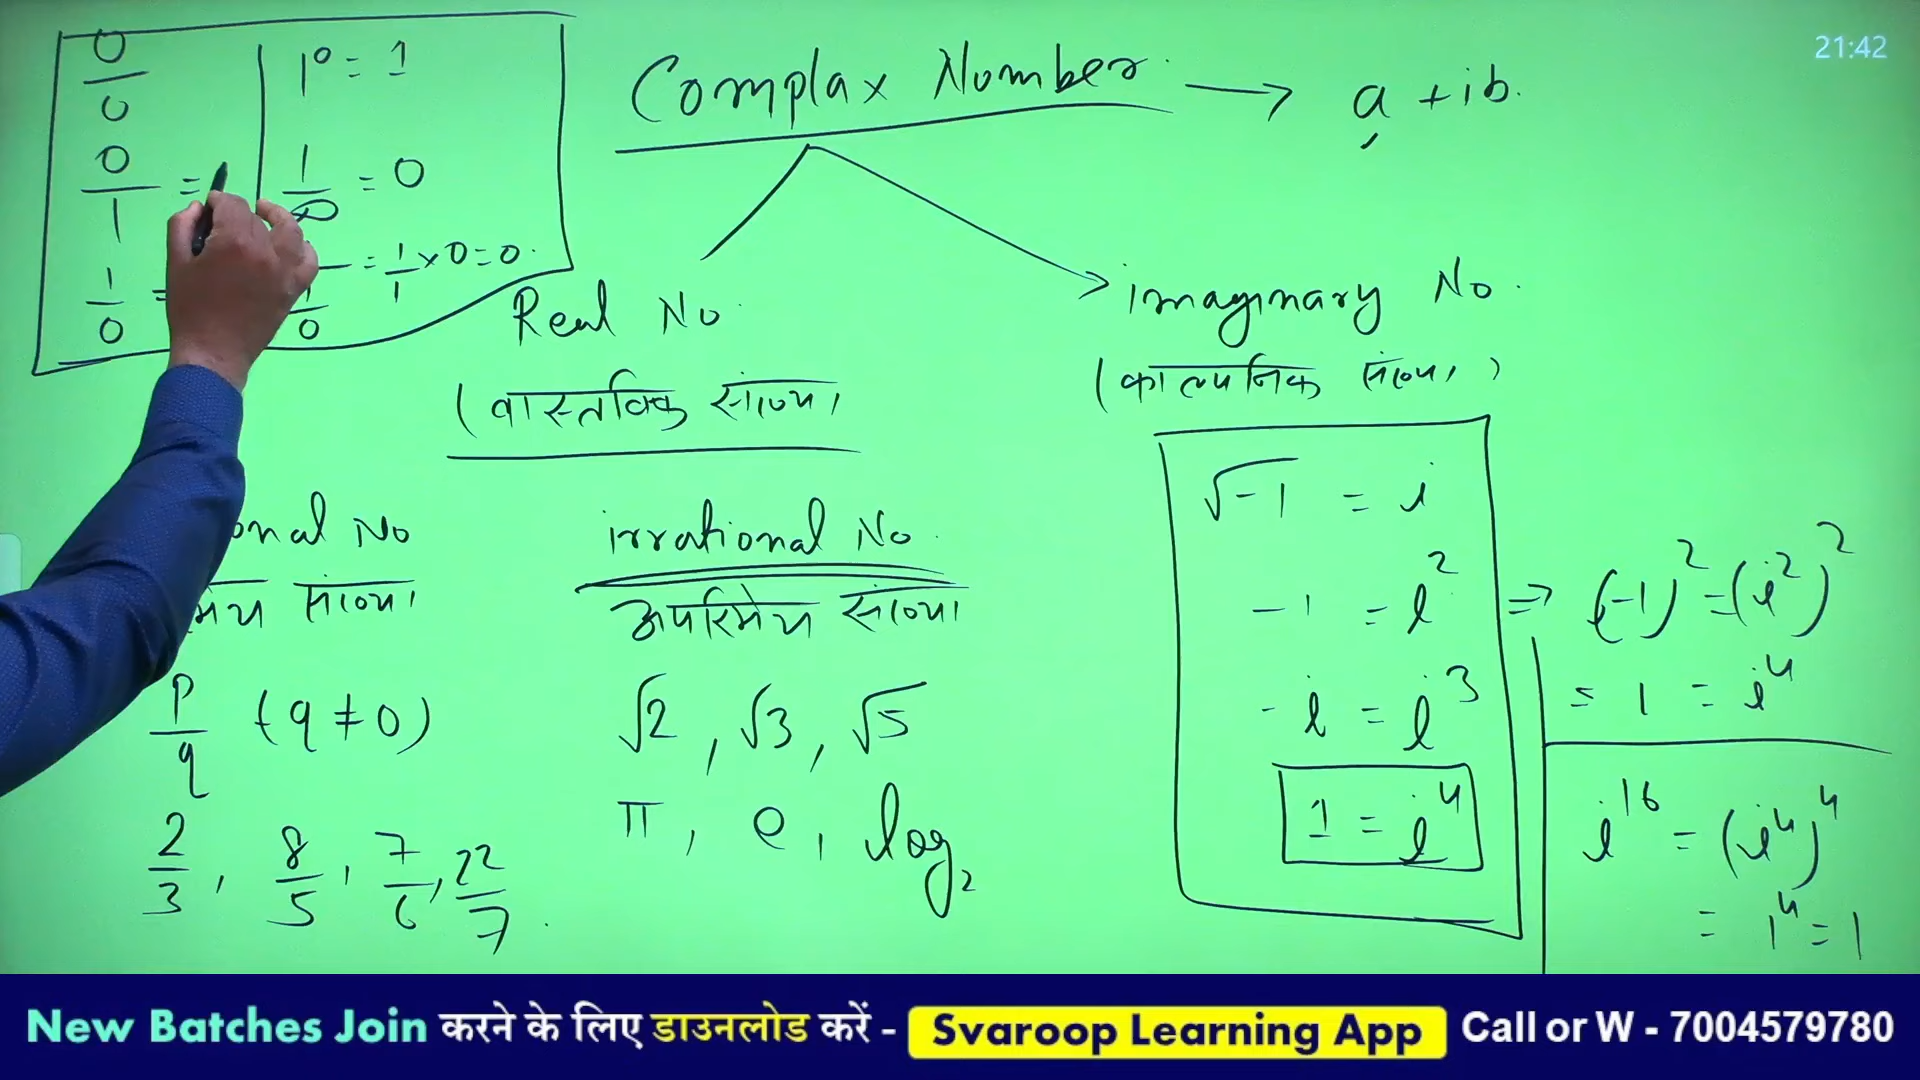 21:42
0/0
0/1 =
1/0 =
1⁰ = 1
1/∞ = 0
= 1/1 × 0 = 0.
1/0
Complax Number → a + ib.
Real No
(वास्तविक संख्या
imaginary No.
(काल्पनिक संख्या)
onal No
मेय संख्या
p/q (q ≠ 0)
2/3, 8/5, 7/6, 22/7.
irrational No.
अपरिमेय संख्या
√2, √3, √5
π, e, log₂
√-1 = i
-1 = i²
-i = i³
1 = i⁴
⇒ (-1)² = (i²)²
= 1 = i⁴
i¹⁶ = (i⁴)⁴
= 1⁴ = 1
New Batches Join करने के लिए डाउनलोड करें - Svaroop Learning App Call or W - 7004579780